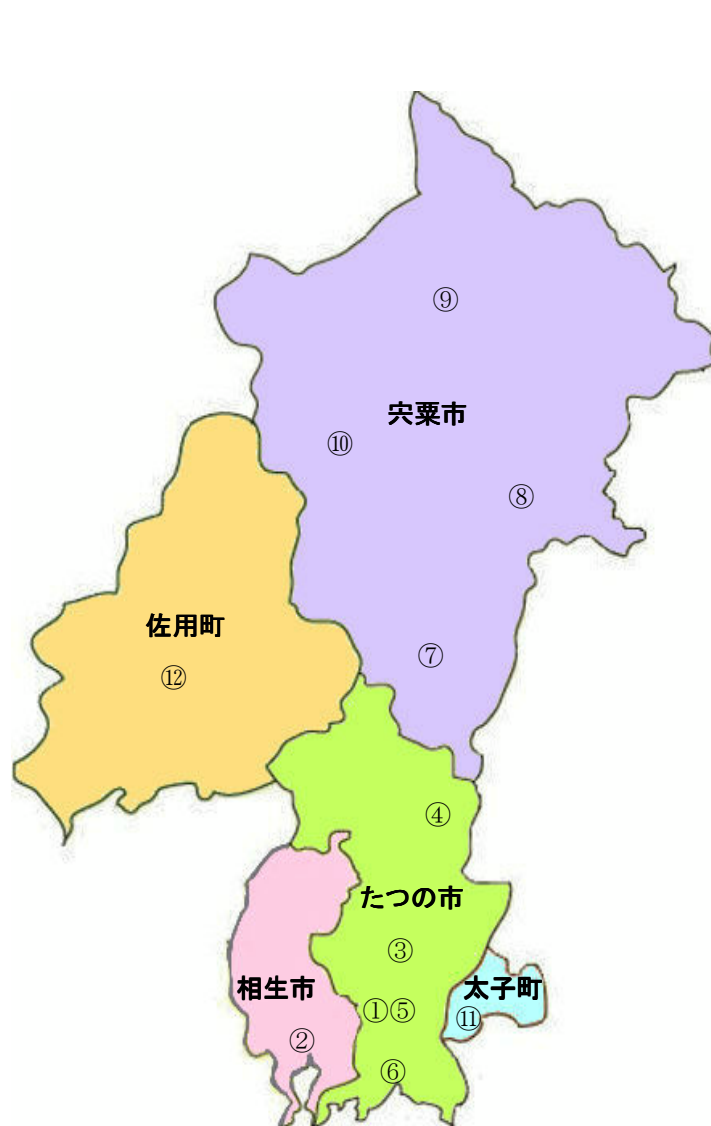 ⑨
宍粟市
⑩
⑧
佐用町
⑦
⑫
④
たつの市
③
相生市
太子町
①⑤
⑪
②
⑥